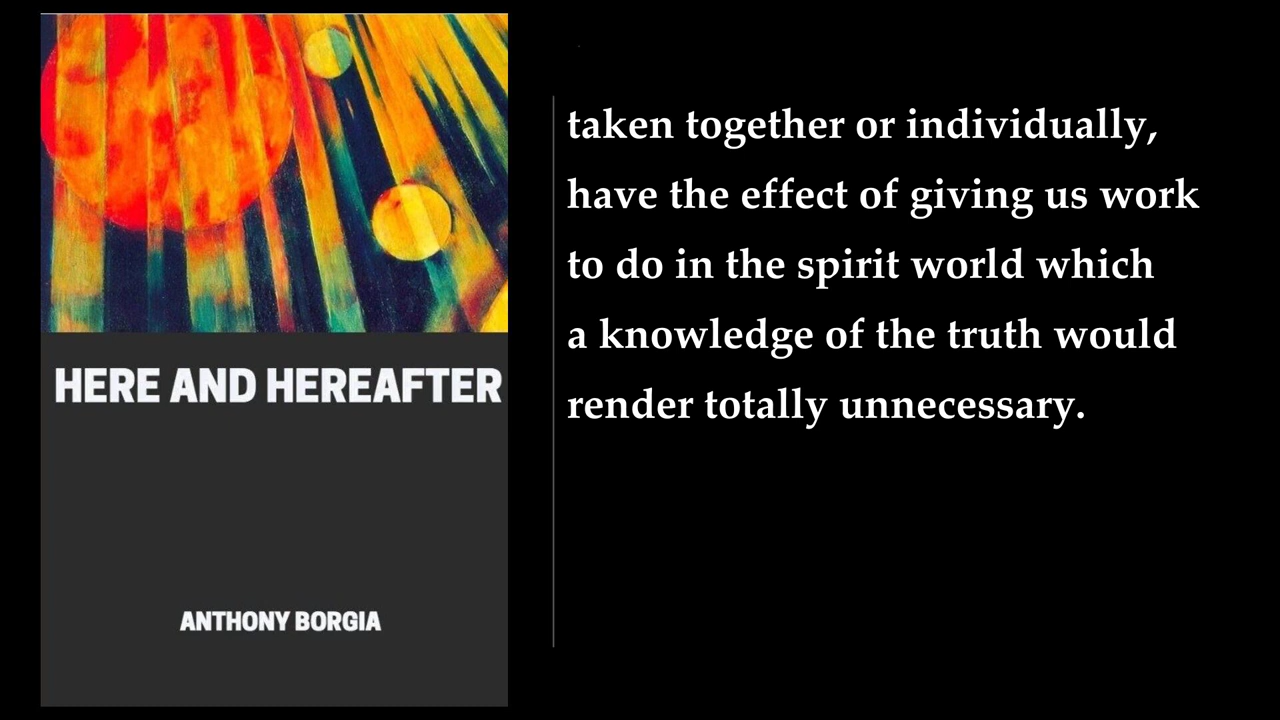 HERE AND HEREAFTER
ANTHONY BORGIA
taken together or individually,
have the effect of giving us work
to do in the spirit world which
a knowledge of the truth would
render totally unnecessary.